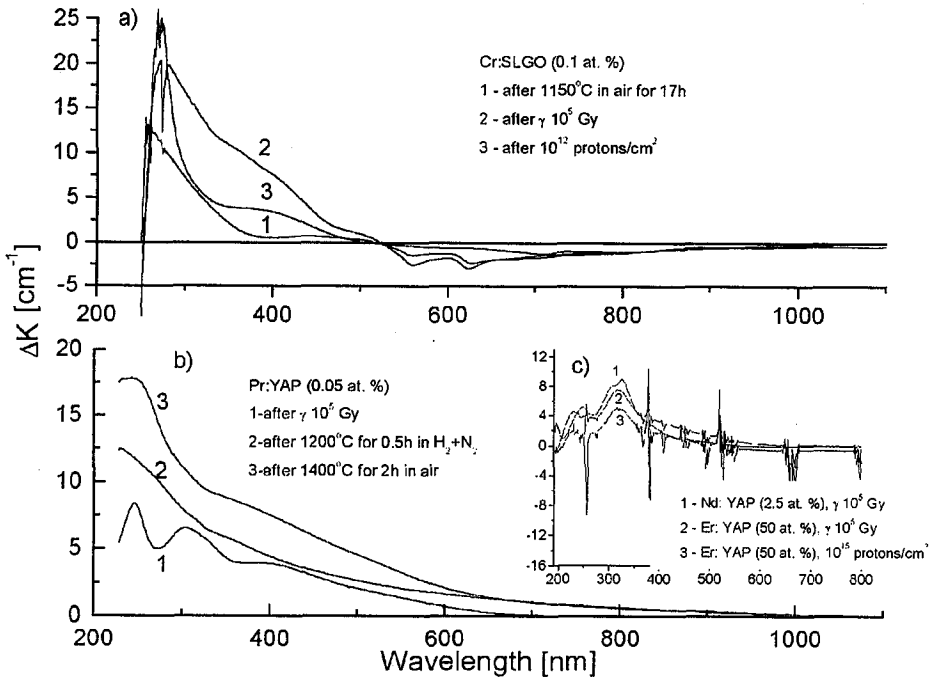 a)
25
20
15
10
5
0
-5
Cr:SLGO (0.1 at. %)
1 - after 1150°C in air for 17h
2 - after γ 10⁵ Gy
3 - after 10¹² protons/cm²
2
3
1
200 400 600 800 1000
ΔK [cm⁻¹]
b)
20
15
10
5
0
Pr:YAP (0.05 at. %)
1-after γ 10⁵ Gy
2-after 1200°C for 0.5h in H₂+N₂
3-after 1400°C for 2h in air
3
2
1
c)
12
8
4
0
-4
-8
-12
-16
1
2
3
1 - Nd: YAP (2.5 at. %), γ 10⁵ Gy
2 - Er: YAP (50 at. %), γ 10⁵ Gy
3 - Er: YAP (50 at. %), 10¹⁵ protons/cm²
200 300 400 500 600 700 800
200 400 600 800 1000
Wavelength [nm]